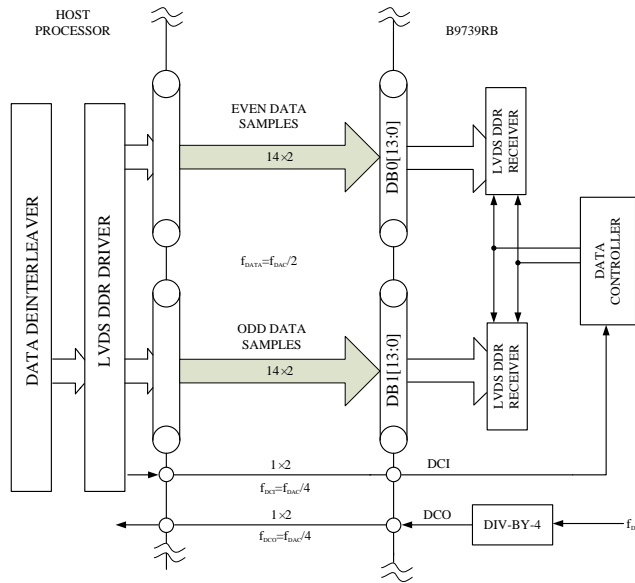 HOST
PROCESSOR
B9739RB
EVEN DATA
SAMPLES
14×2
DB0[13:0]
LVDS DDR
RECEIVER
DATA DEINTERLEAVER
LVDS DDR DRIVER
fDATA=fDAC/2
DATA
CONTROLLER
ODD DATA
SAMPLES
14×2
DB1[13:0]
LVDS DDR
RECEIVER
1×2
DCI
fDCI=fDAC/4
1×2
DCO
DIV-BY-4
fD
fDCO=fDAC/4